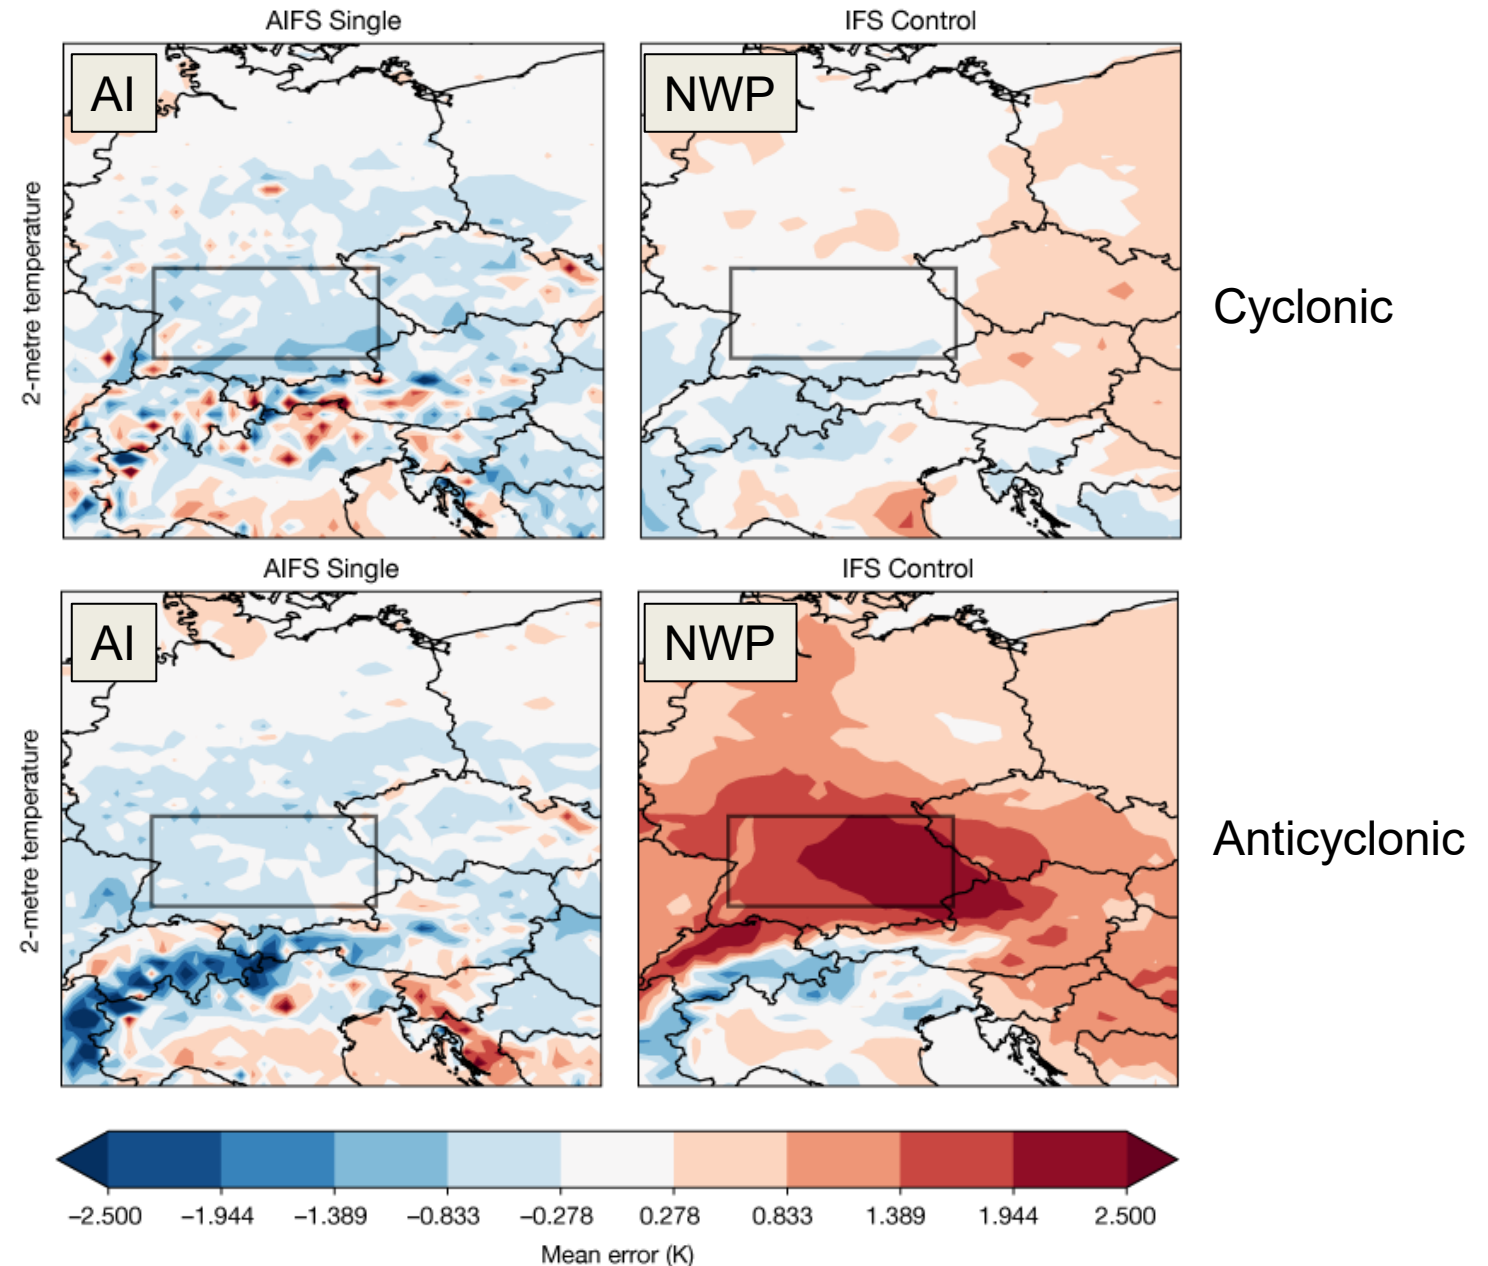 AIFS Single
IFS Control
AI
NWP
2-metre temperature
Cyclonic
AIFS Single
IFS Control
AI
NWP
2-metre temperature
Anticyclonic
−2.500 −1.944 −1.389 −0.833 −0.278 0.278 0.833 1.389 1.944 2.500
Mean error (K)